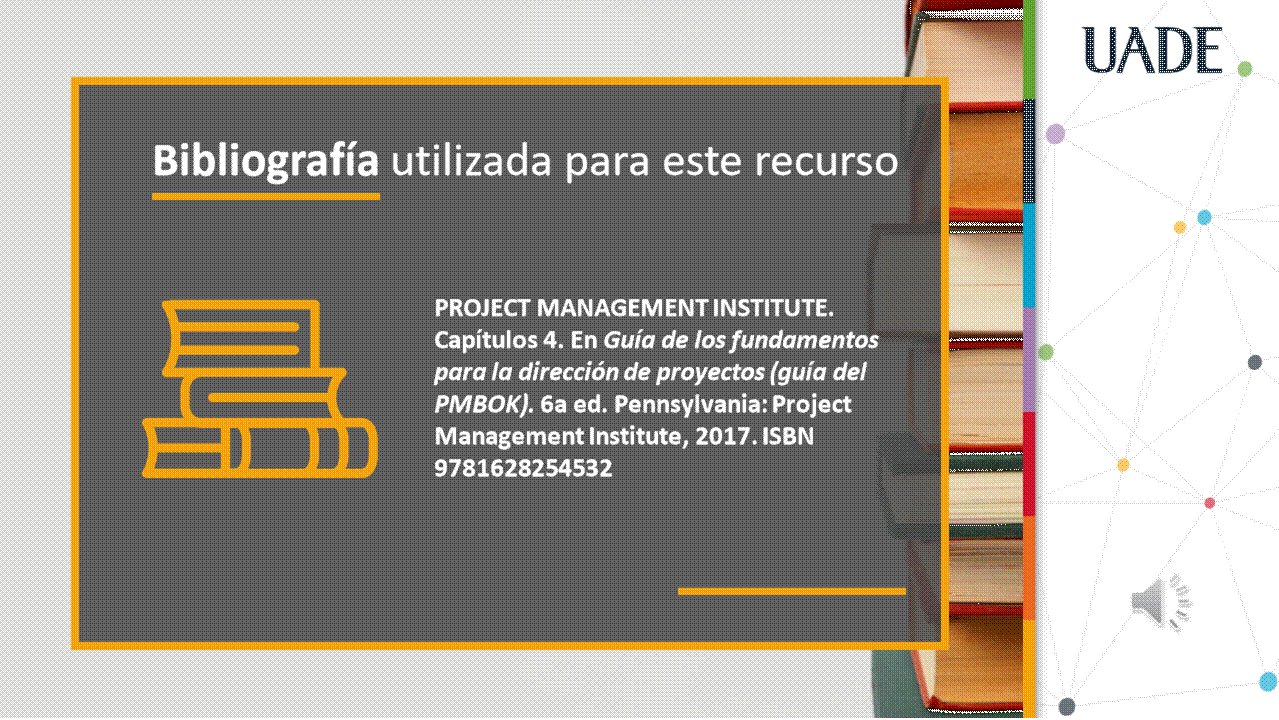 UADE
Bibliografía utilizada para este recurso
PROJECT MANAGEMENT INSTITUTE.
Capítulos 4. En Guía de los fundamentos
para la dirección de proyectos (guía del
PMBOK). 6a ed. Pennsylvania: Project
Management Institute, 2017. ISBN
9781628254532